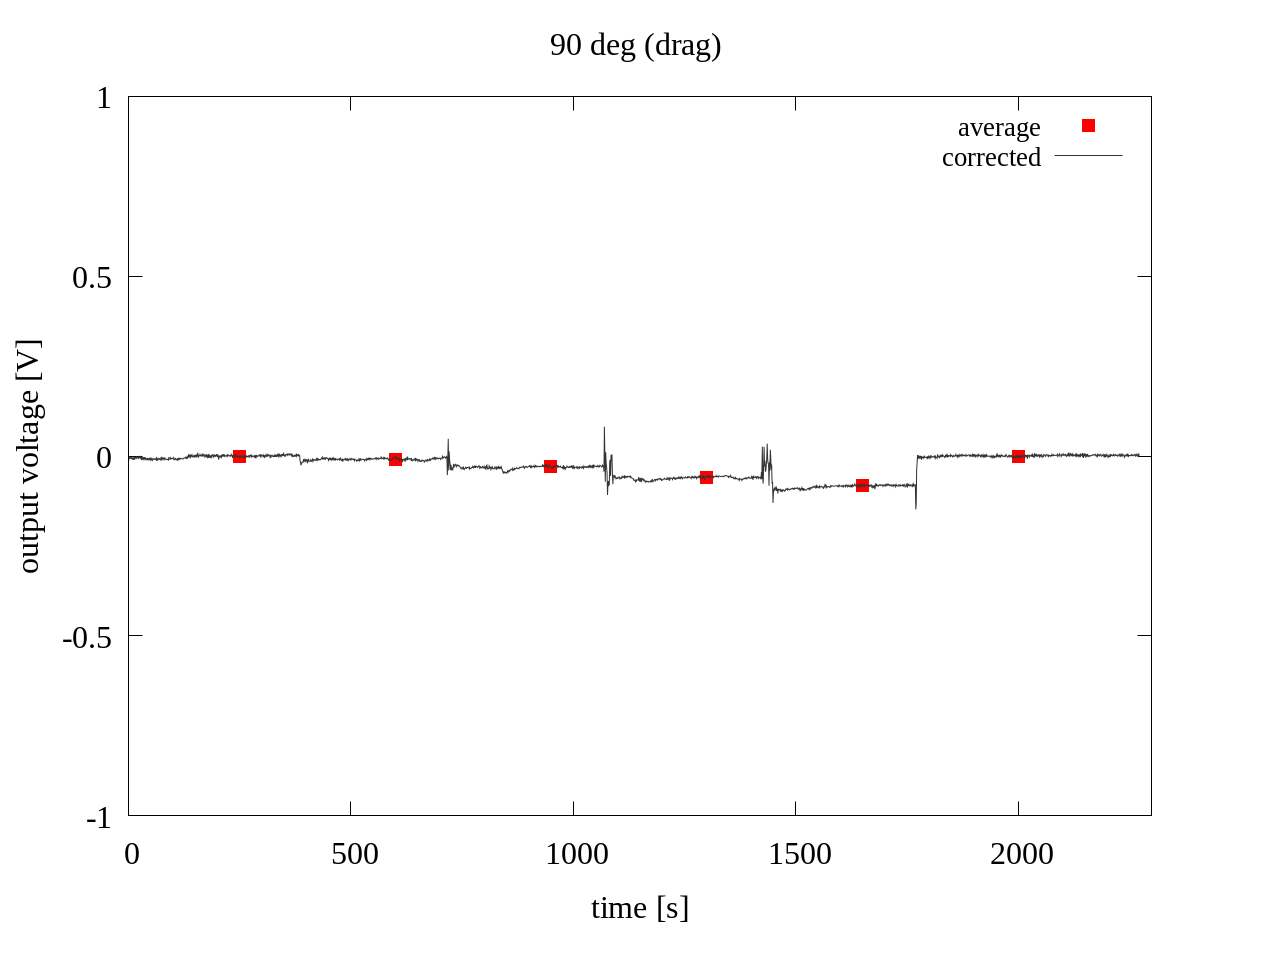 90 deg (drag)
1
average
corrected
0.5
0
-0.5
-1
output voltage [V]
0 500 1000 1500 2000
time [s]